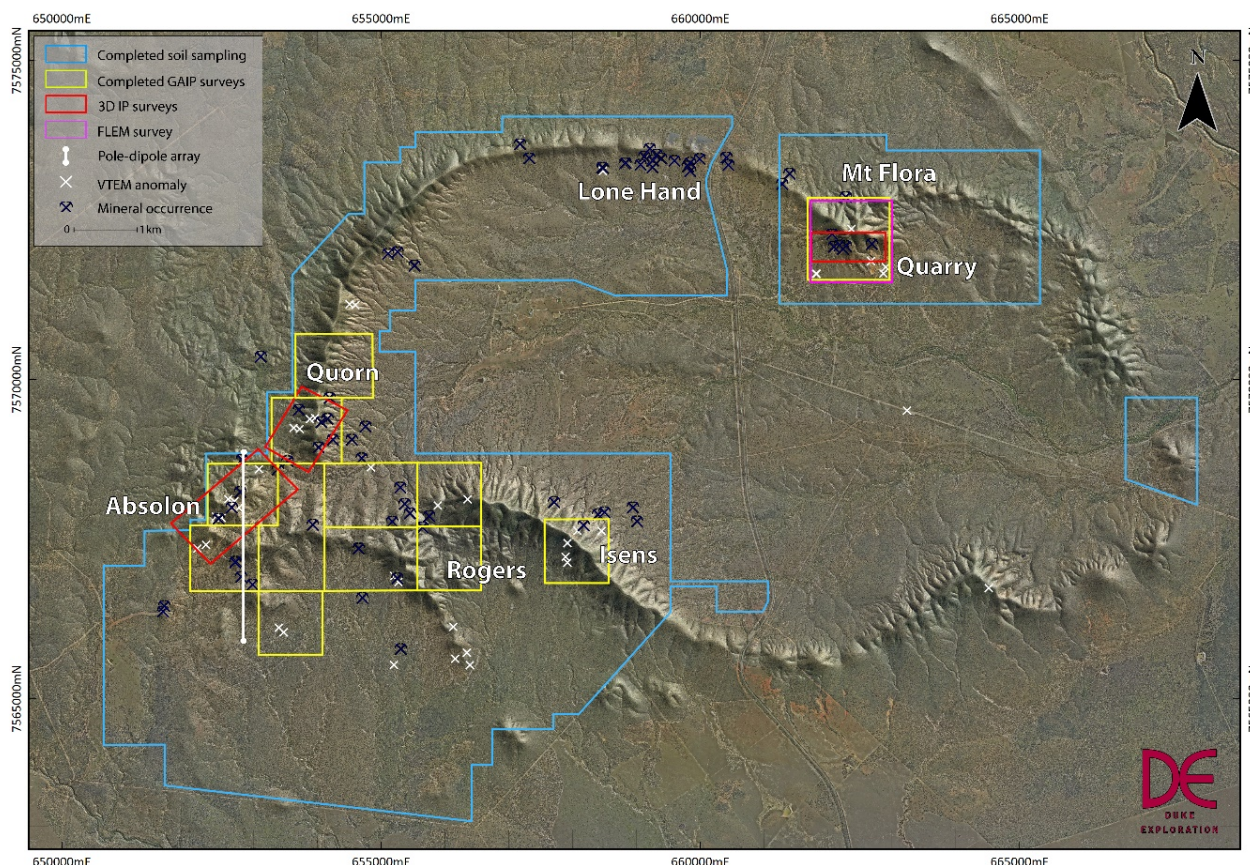 650000mE
655000mE
660000mE
665000mE
7575000mN
7570000mN
7565000mN
Completed soil sampling
Completed GAIP surveys
3D IP surveys
FLEM survey
Pole-dipole array
VTEM anomaly
Mineral occurrence
0 1km
N
Mt Flora
Lone Hand
Quarry
Quorn
Absolon
Isens
Rogers
DE
DUKE
EXPLORATION
650000mE
655000mE
660000mE
665000mE